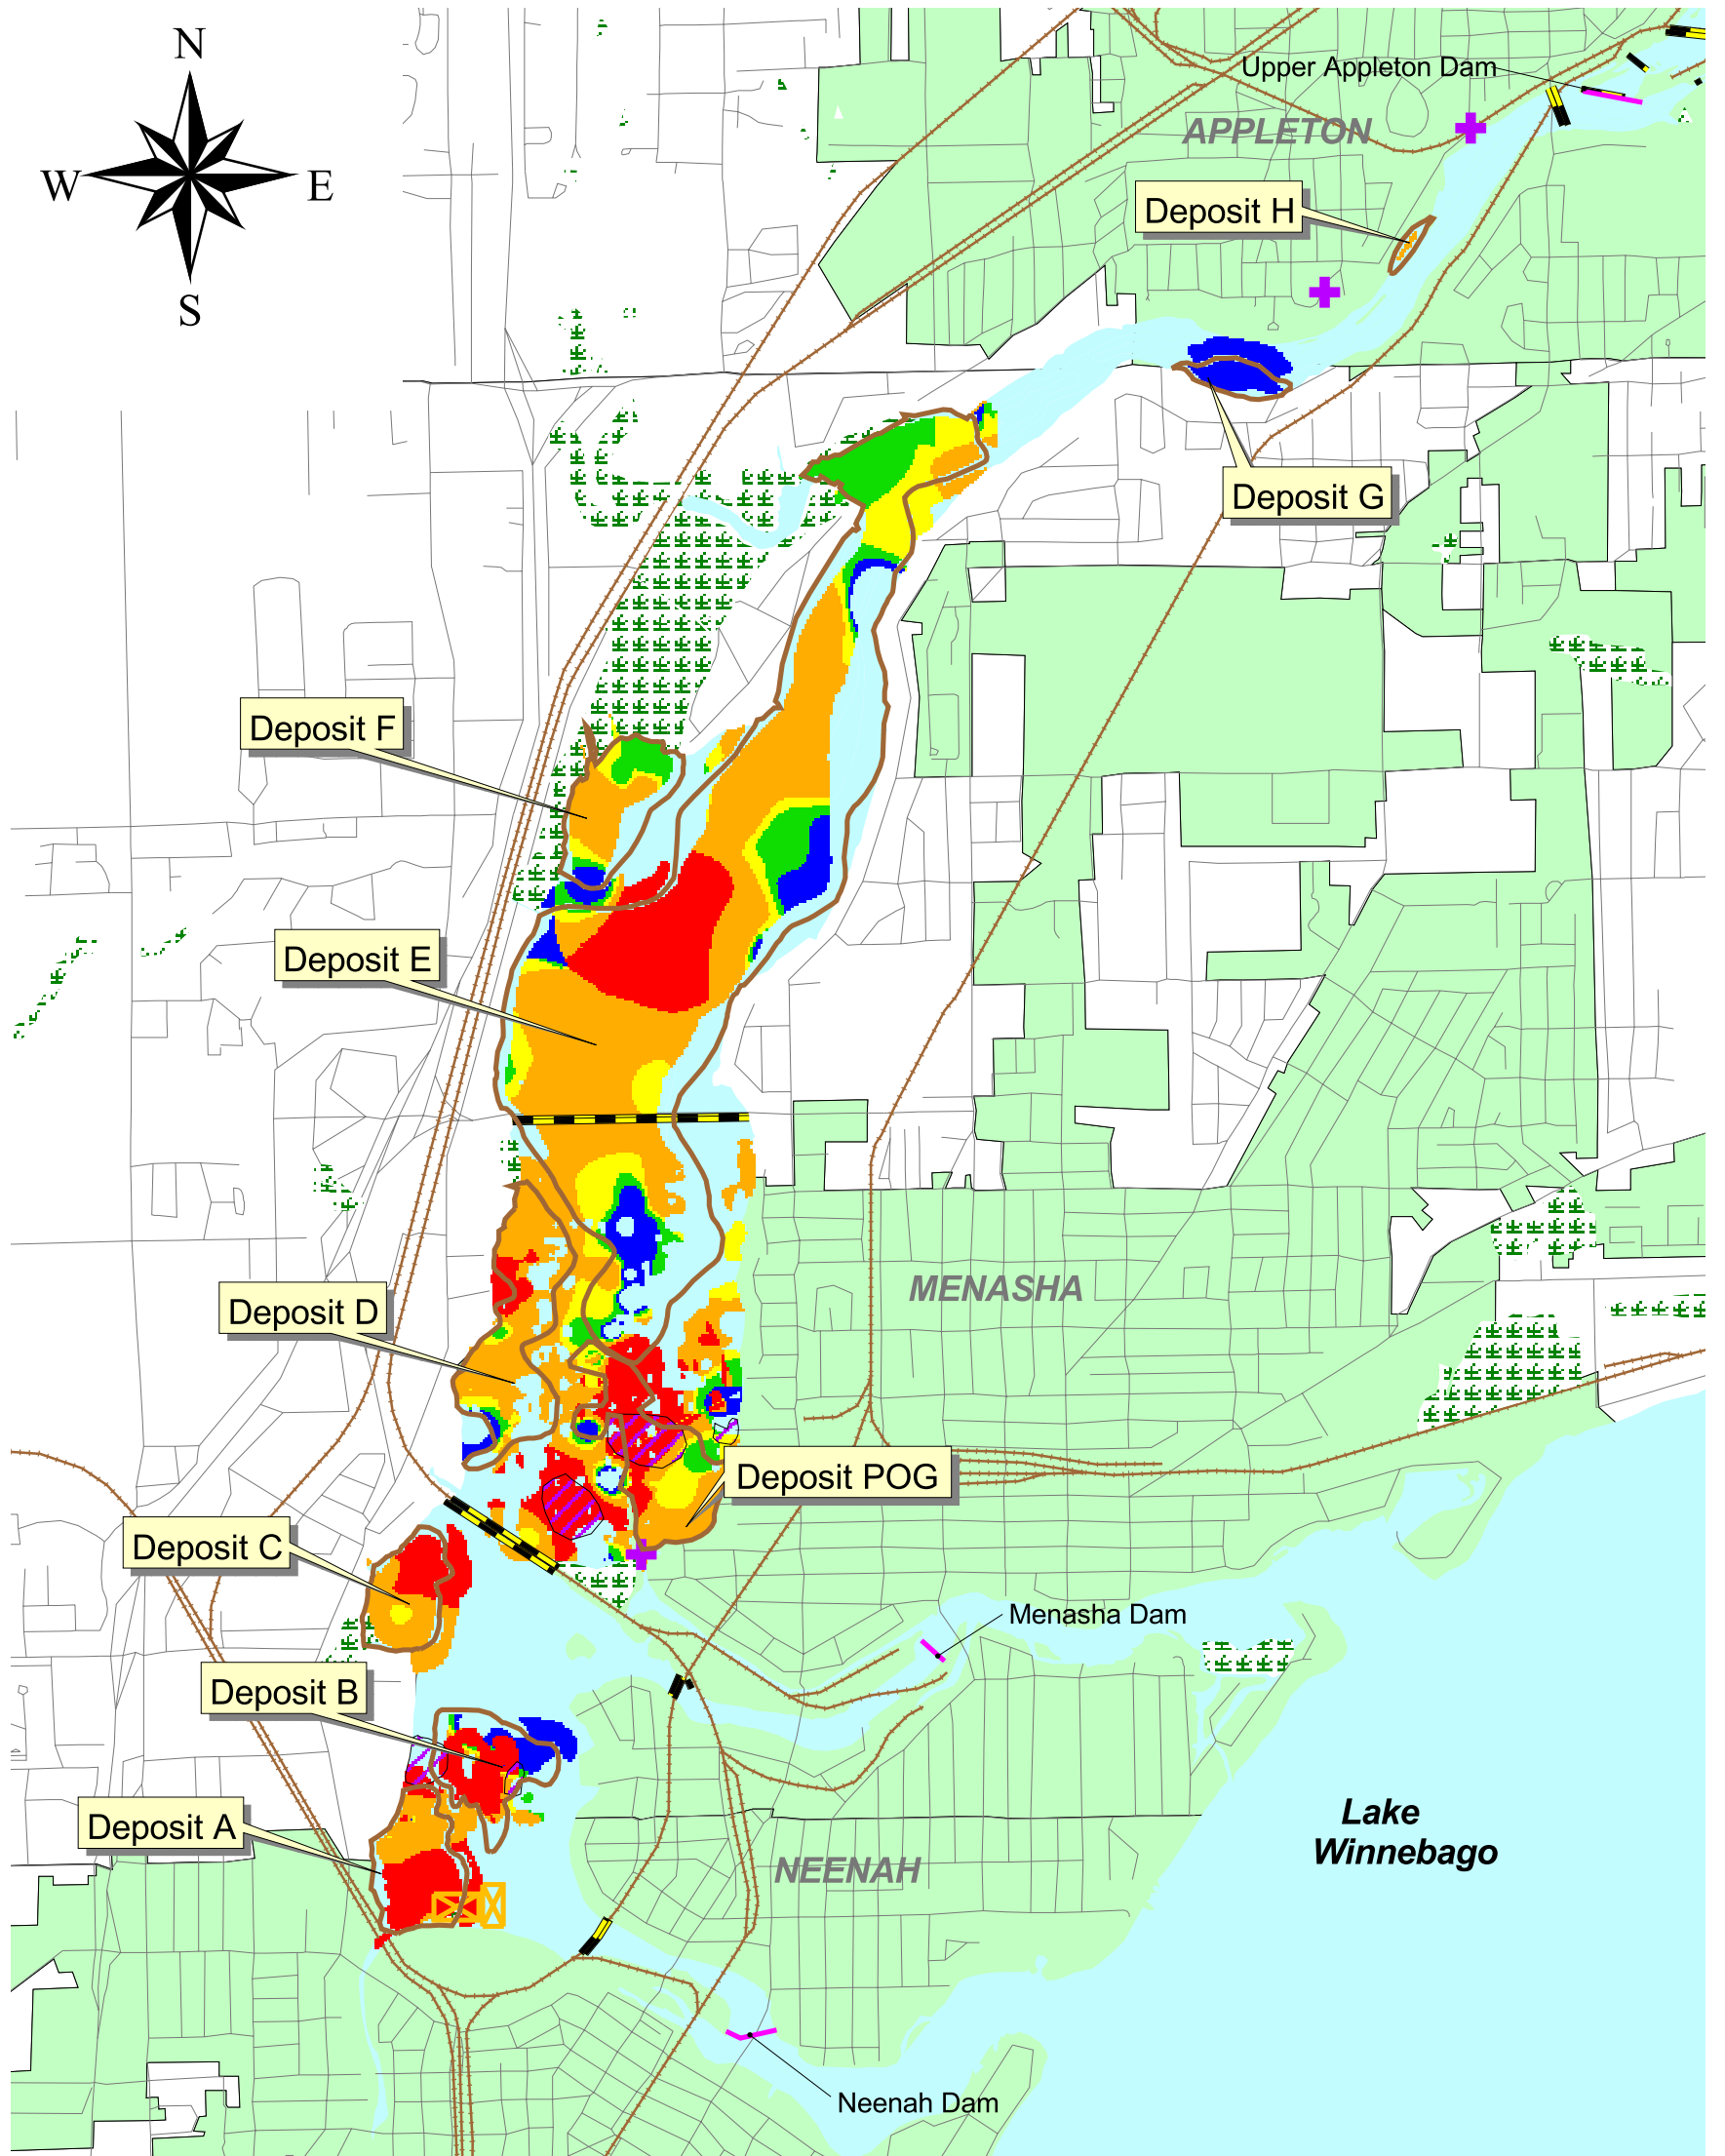 N
Upper Appleton Dam
APPLETON
W
E
Deposit H
S
Deposit G
Deposit F
Deposit E
MENASHA
Deposit D
Deposit POG
Deposit C
Menasha Dam
Deposit B
Lake
Winnebago
Deposit A
NEENAH
Neenah Dam